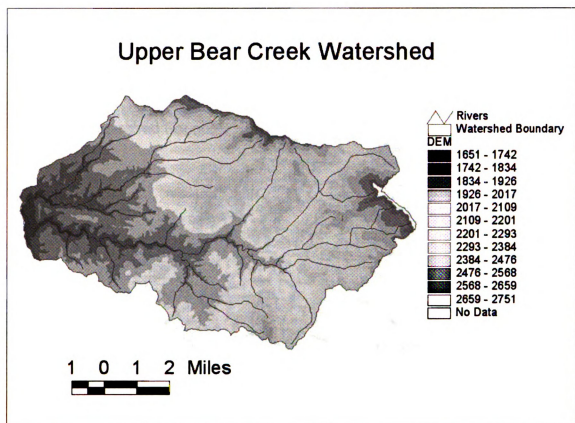 Upper Bear Creek Watershed
Rivers
Watershed Boundary
DEM
1651 - 1742
1742 - 1834
1834 - 1926
1926 - 2017
2017 - 2109
2109 - 2201
2201 - 2293
2293 - 2384
2384 - 2476
2476 - 2568
2568 - 2659
2659 - 2751
No Data
1 0 1 2 Miles